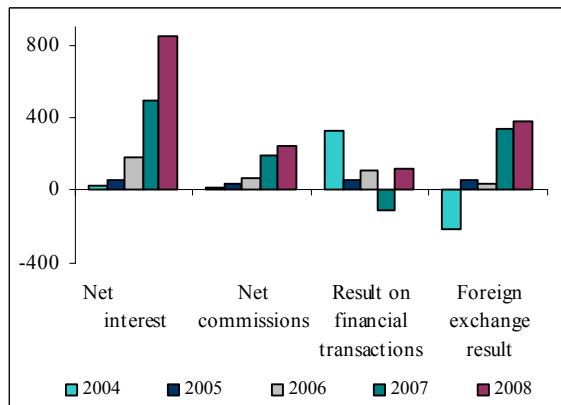 800
400
0
-400
Net interest
Net commissions
Result on financial transactions
Foreign exchange result
2004 2005 2006 2007 2008